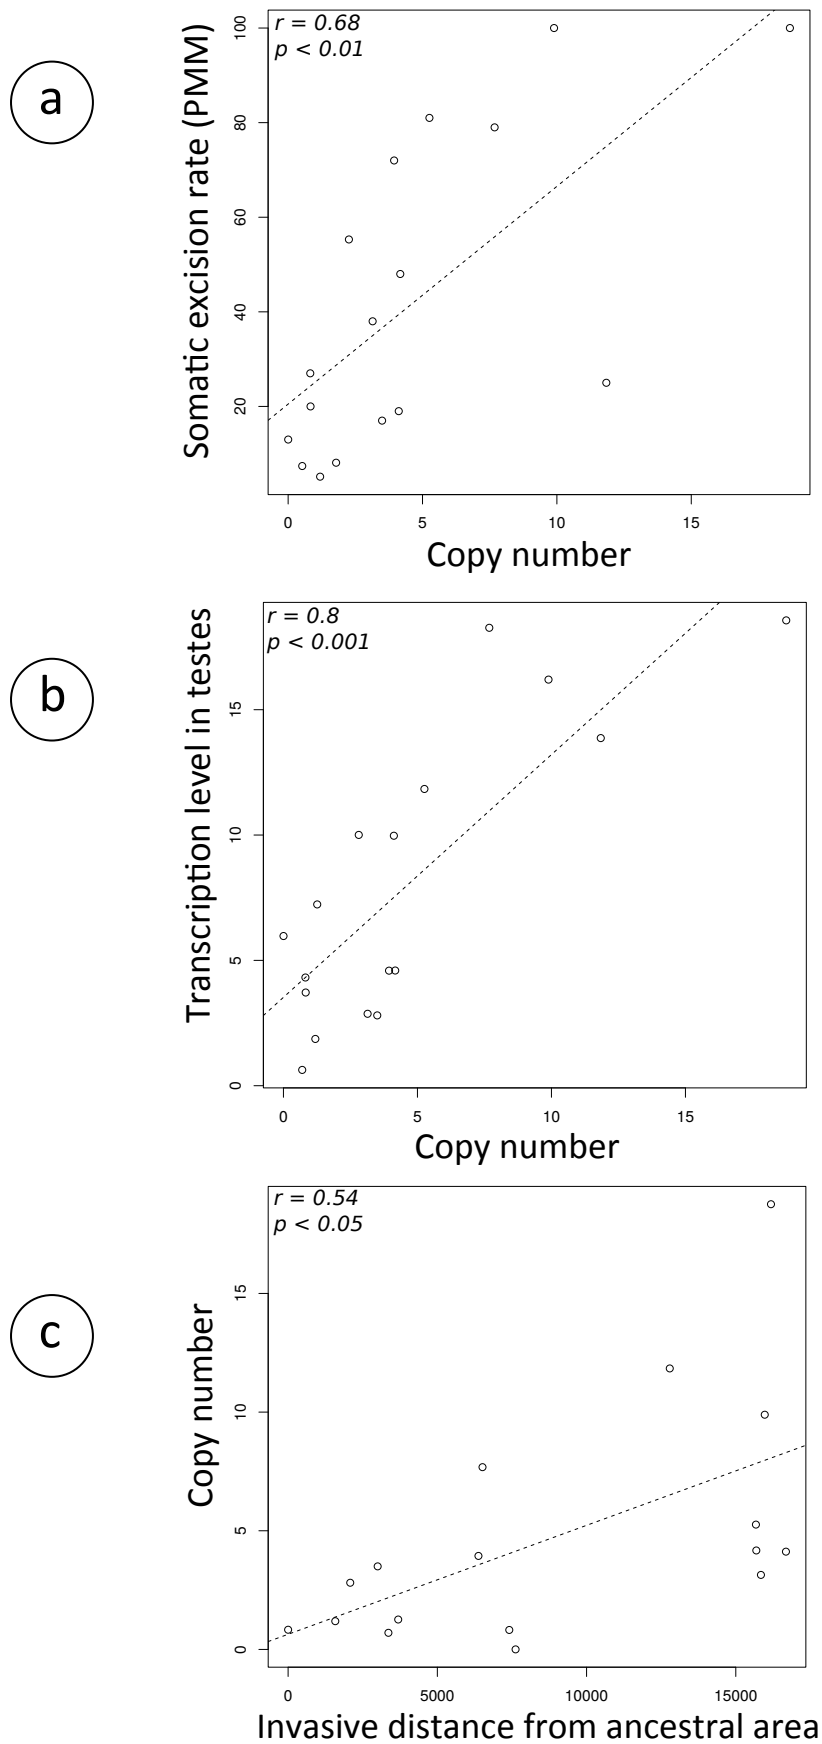 a
r = 0.68
p < 0.01
Somatic excision rate (PMM)
100
80
60
40
20
0 5 10 15
Copy number
b
r = 0.8
p < 0.001
Transcription level in testes
15
10
5
0
0 5 10 15
Copy number
c
r = 0.54
p < 0.05
Copy number
15
10
5
0
0 5000 10000 15000
Invasive distance from ancestral area